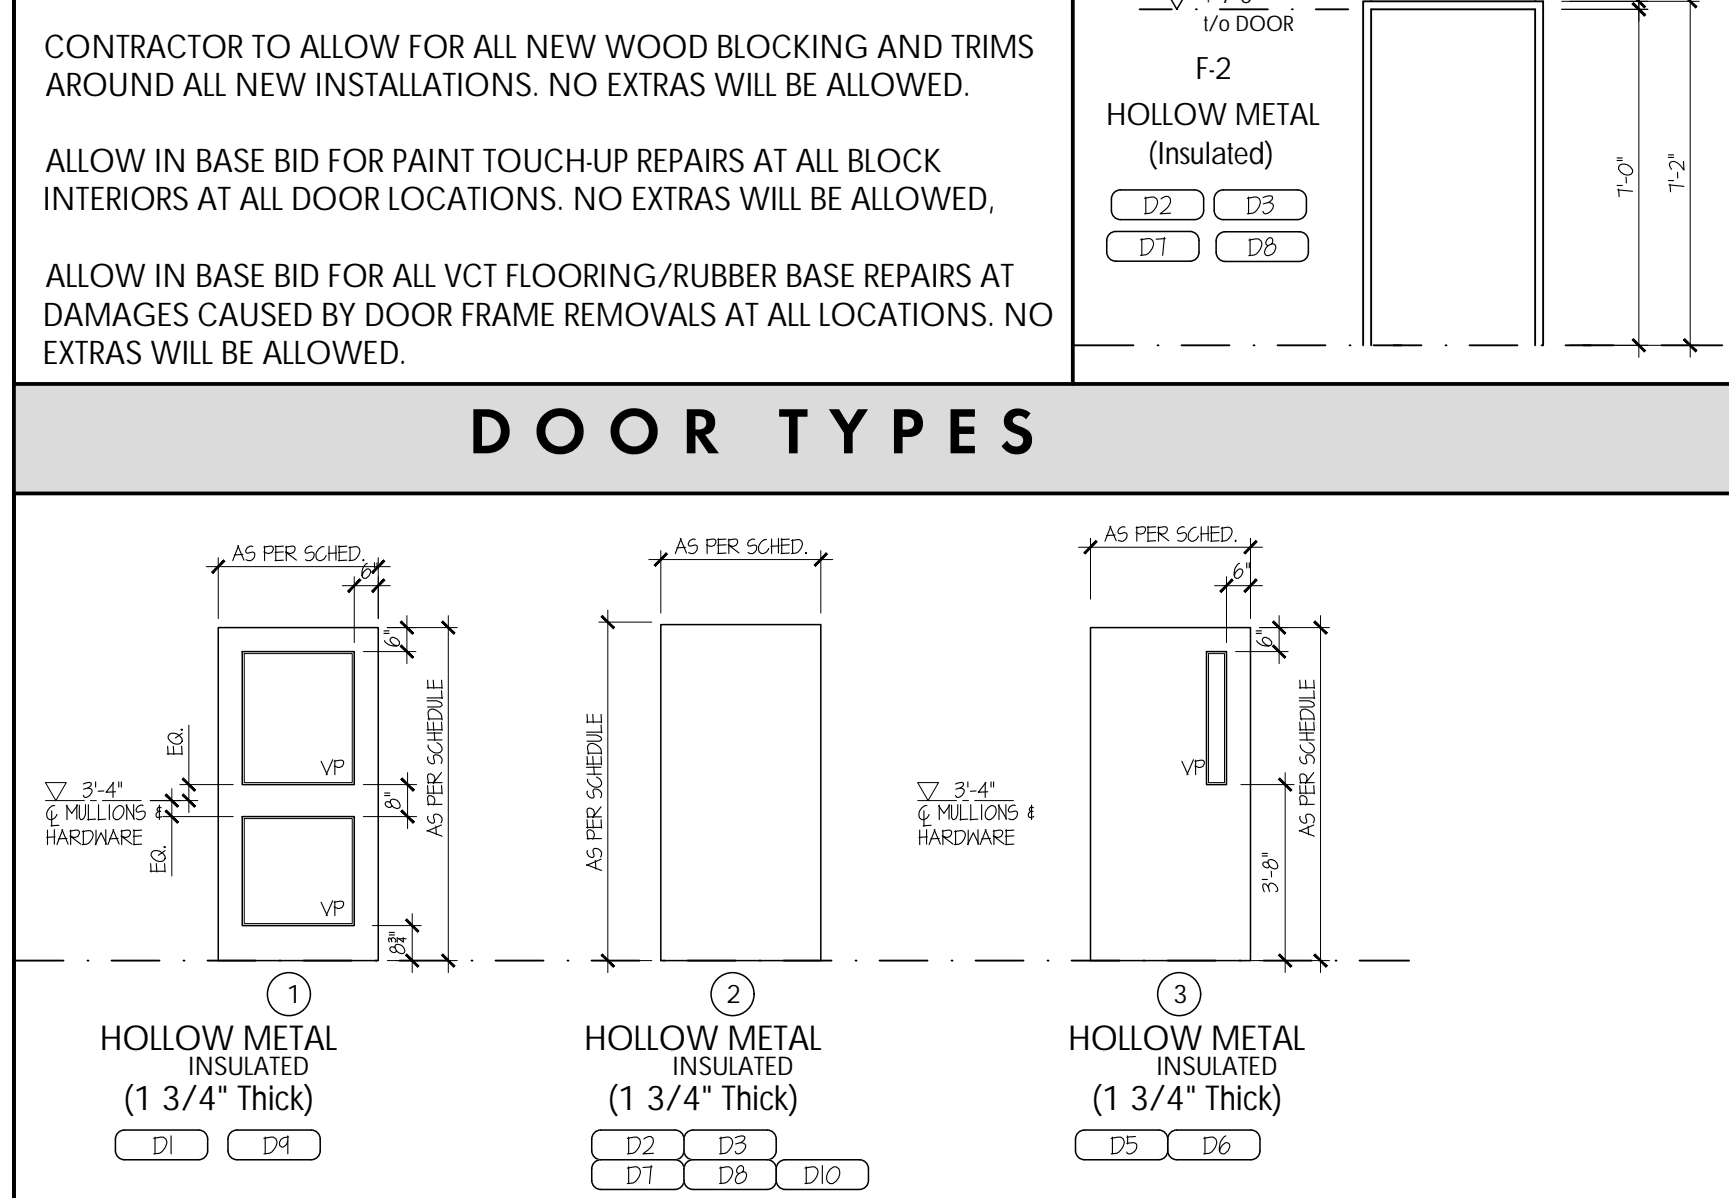 CONTRACTOR TO ALLOW FOR ALL NEW WOOD BLOCKING AND TRIMS
AROUND ALL NEW INSTALLATIONS. NO EXTRAS WILL BE ALLOWED.
ALLOW IN BASE BID FOR PAINT TOUCH-UP REPAIRS AT ALL BLOCK
INTERIORS AT ALL DOOR LOCATIONS. NO EXTRAS WILL BE ALLOWED,
ALLOW IN BASE BID FOR ALL VCT FLOORING/RUBBER BASE REPAIRS AT
DAMAGES CAUSED BY DOOR FRAME REMOVALS AT ALL LOCATIONS. NO
EXTRAS WILL BE ALLOWED.
t/o DOOR
F-2
HOLLOW METAL
(Insulated)
D2 D3
D7 D8
7'-0"
7'-2"
DOOR TYPES
AS PER SCHED.
6"
6"
AS PER SCHEDULE
EQ.
VP
3'-4"
℄ MULLIONS &
HARDWARE
8"
EQ.
VP
8 3/4"
1
HOLLOW METAL
INSULATED
(1 3/4" Thick)
D1 D9
AS PER SCHED.
AS PER SCHEDULE
2
HOLLOW METAL
INSULATED
(1 3/4" Thick)
D2 D3
D7 D8 D10
AS PER SCHED.
6"
6"
AS PER SCHEDULE
VP
3'-4"
℄ MULLIONS &
HARDWARE
3'-8"
3
HOLLOW METAL
INSULATED
(1 3/4" Thick)
D5 D6